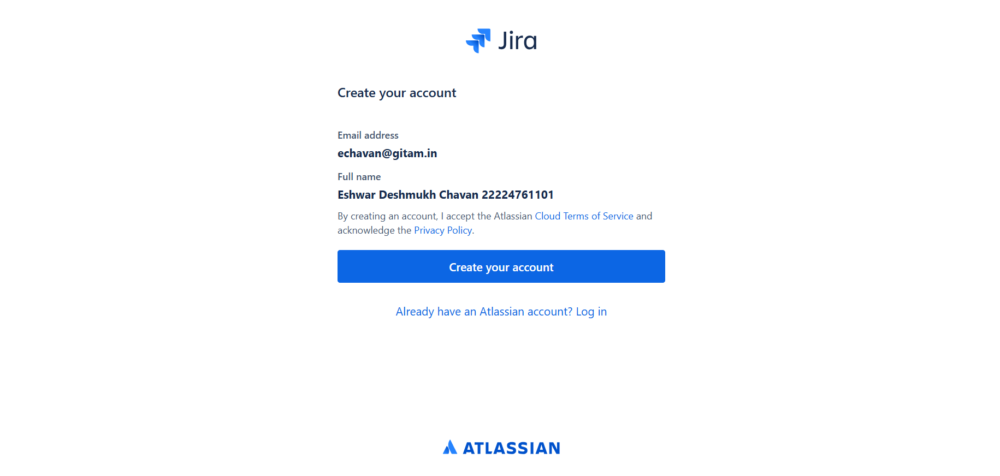 Jira
Create your account
Email address
echavan@gitam.in
Full name
Eshwar Deshmukh Chavan 22224761101
By creating an account, I accept the Atlassian Cloud Terms of Service and
acknowledge the Privacy Policy.
Create your account
Already have an Atlassian account? Log in
ATLASSIAN